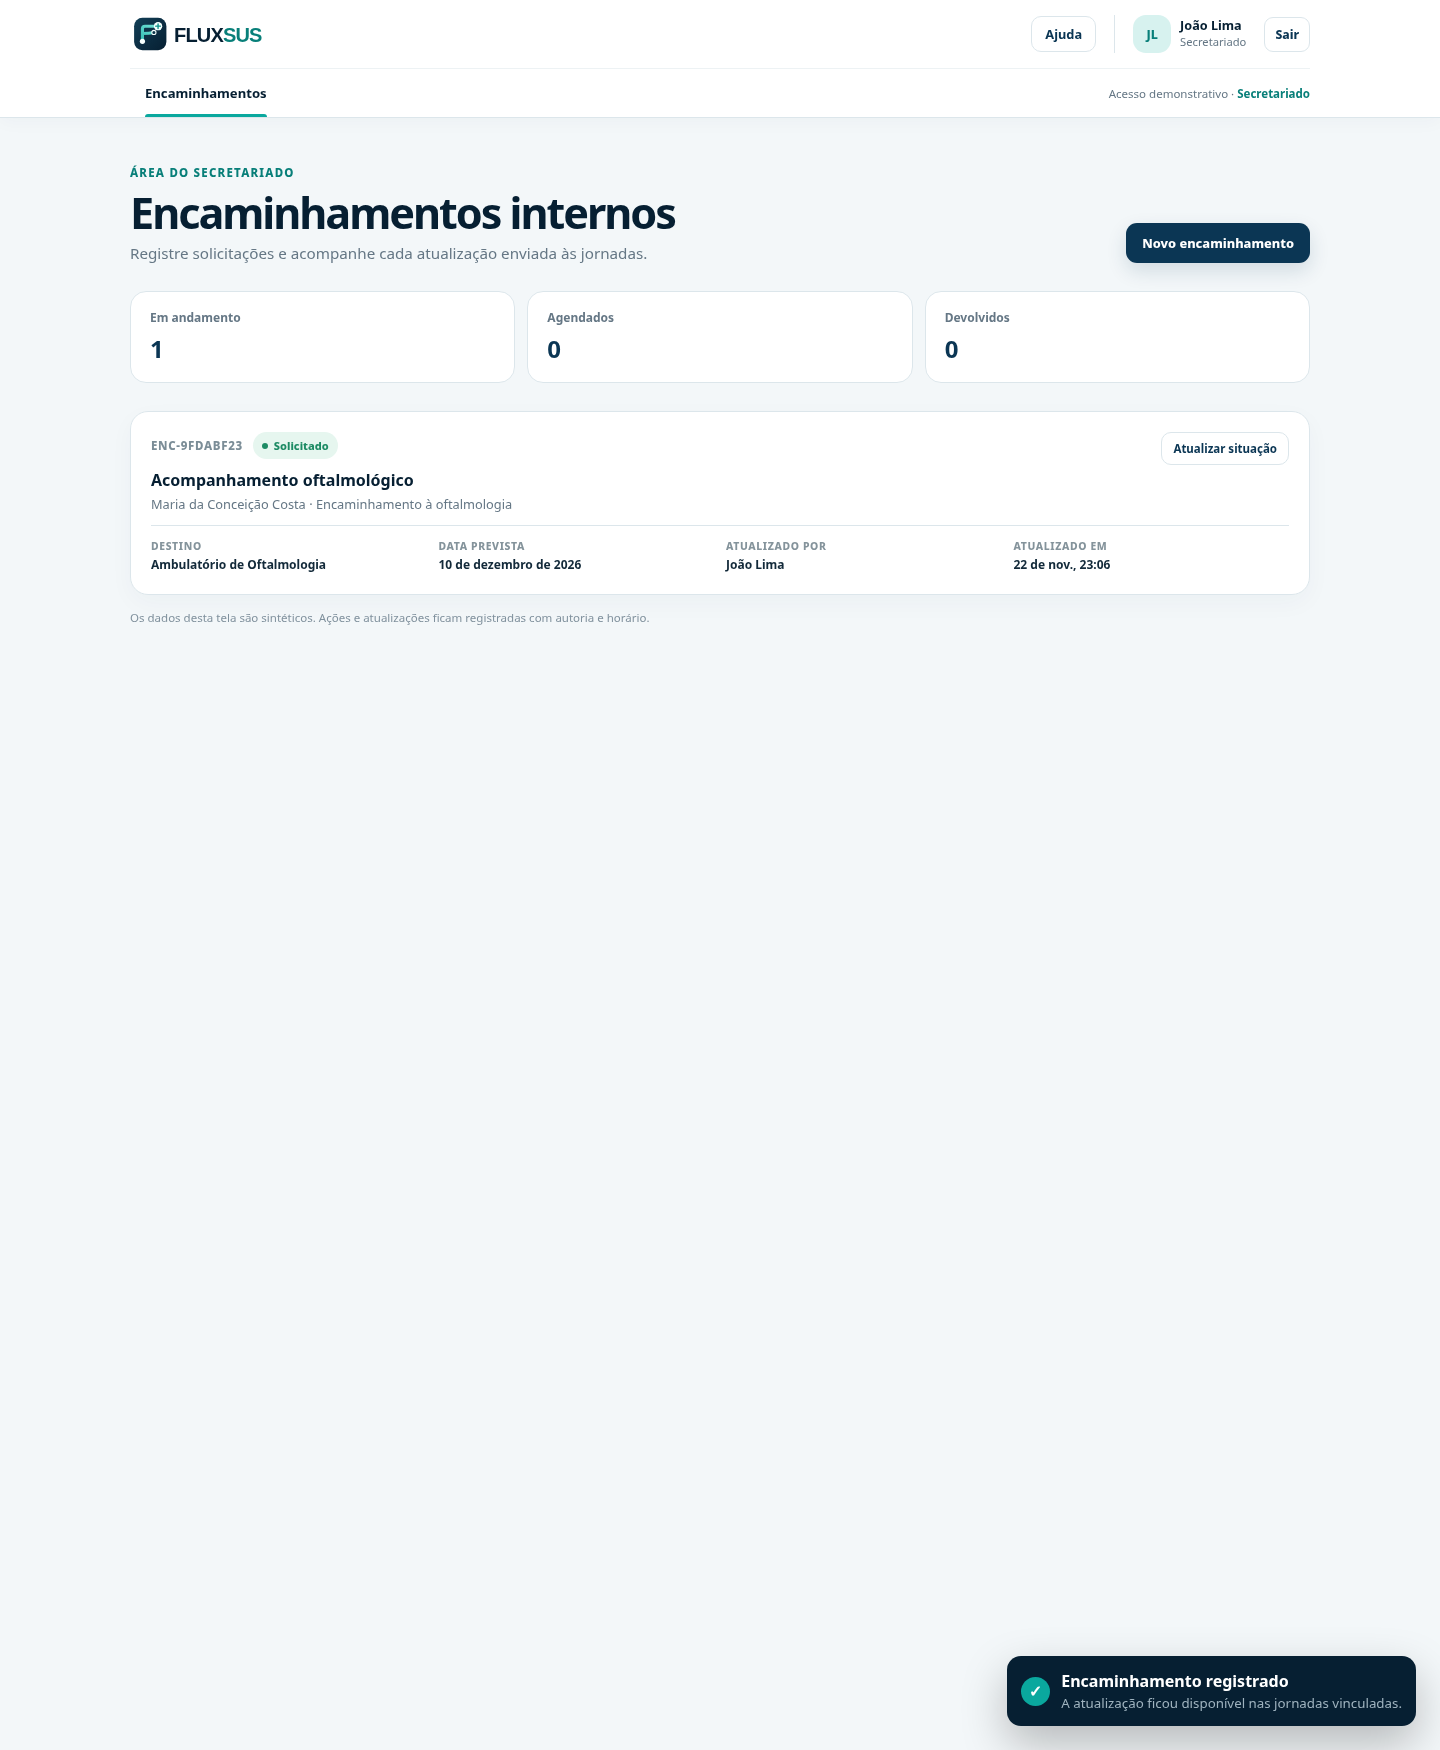 FLUXSUS
Ajuda
JL
João Lima
Secretariado
Sair
Encaminhamentos
Acesso demonstrativo · Secretariado
ÁREA DO SECRETARIADO
Encaminhamentos internos
Registre solicitações e acompanhe cada atualização enviada às jornadas.
Novo encaminhamento
Em andamento
1
Agendados
0
Devolvidos
0
ENC-9FDABF23
Solicitado
Atualizar situação
Acompanhamento oftalmológico
Maria da Conceição Costa · Encaminhamento à oftalmologia
DESTINO
Ambulatório de Oftalmologia
DATA PREVISTA
10 de dezembro de 2026
ATUALIZADO POR
João Lima
ATUALIZADO EM
22 de nov., 23:06
Os dados desta tela são sintéticos. Ações e atualizações ficam registradas com autoria e horário.
✓
Encaminhamento registrado
A atualização ficou disponível nas jornadas vinculadas.